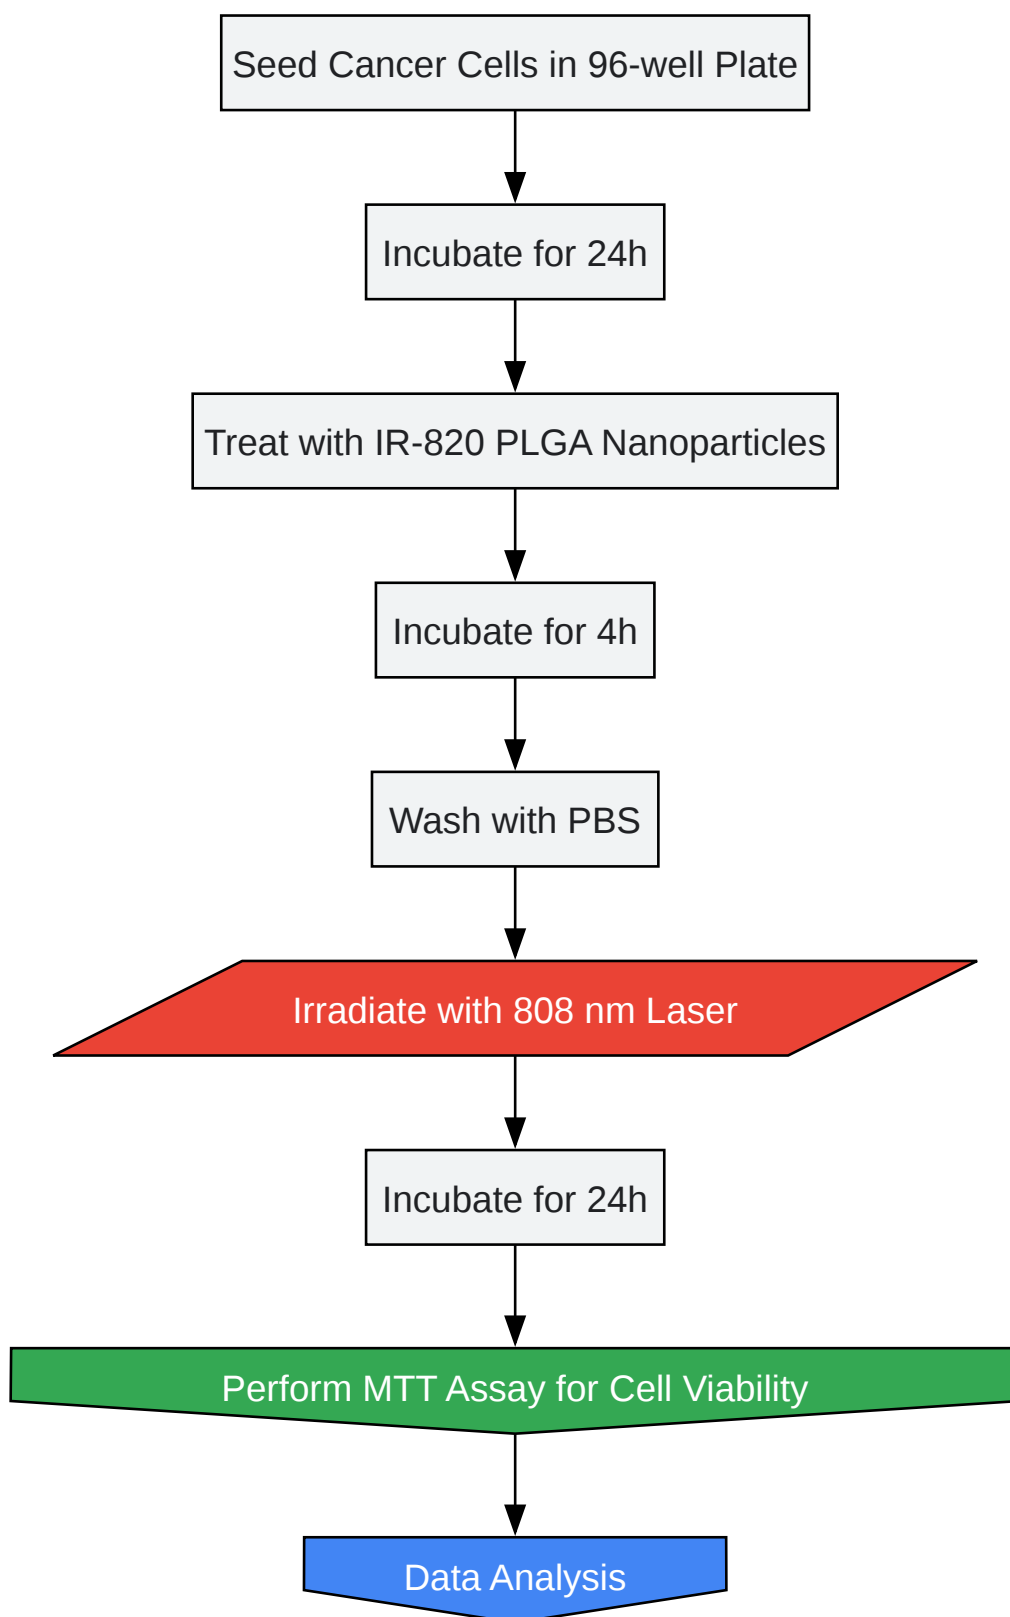 Seed Cancer Cells in 96-well Plate
Incubate for 24h
Treat with IR-820 PLGA Nanoparticles
Incubate for 4h
Wash with PBS
Irradiate with 808 nm Laser
Incubate for 24h
Perform MTT Assay for Cell Viability
Data Analysis